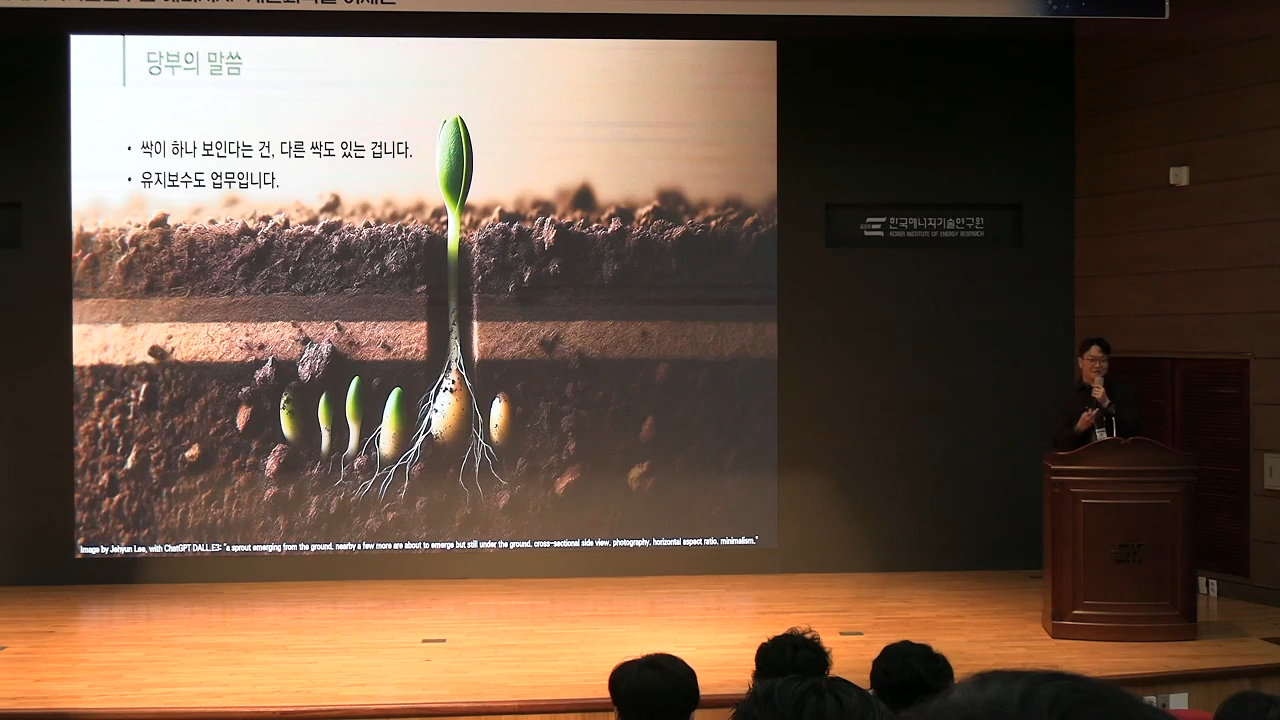 당부의 말씀
• 싹이 하나 보인다는 건, 다른 싹도 있는 겁니다.
• 유지보수도 업무입니다.
한국에너지기술연구원
KOREA INSTITUTE OF ENERGY RESEARCH
Image by Jehyun Lee, with ChatGPT DALL.E3: "a sprout emerging from the ground. nearby a few more are about to emerge but still under the ground. cross-sectional side view. photography. horizontal aspect ratio. minimalism."